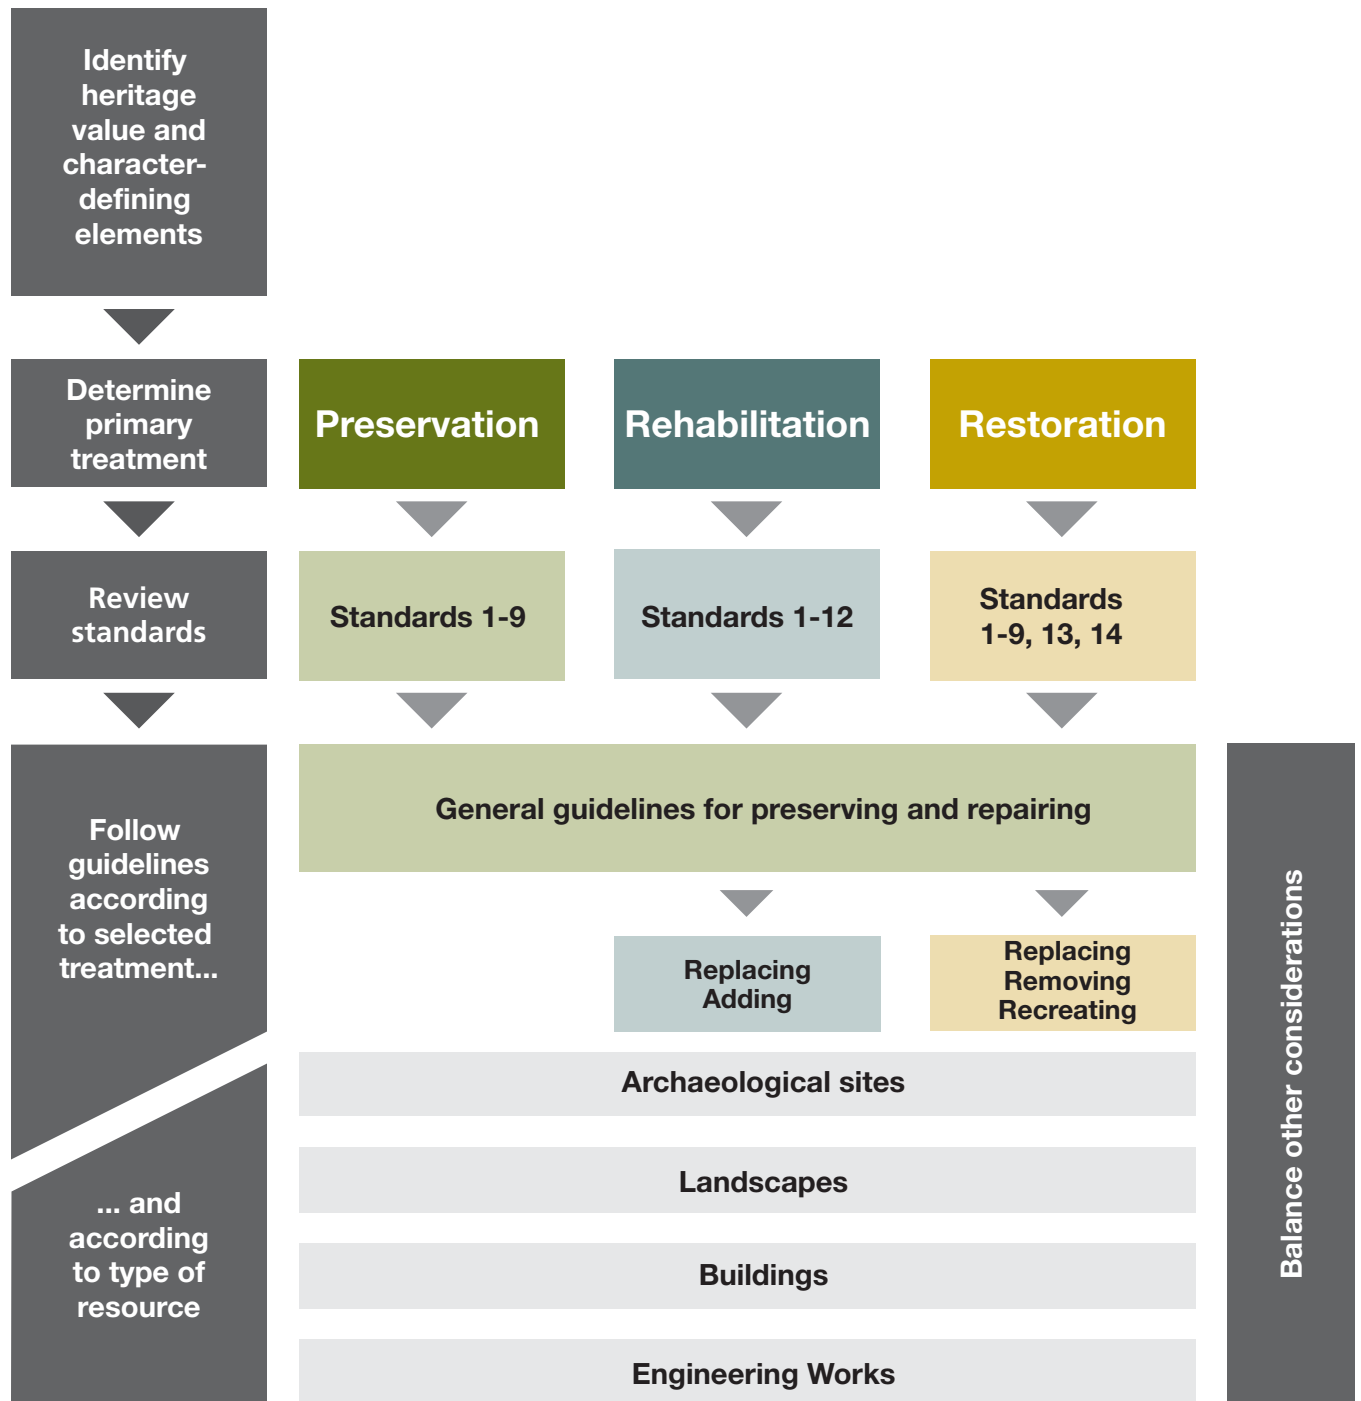 Identify
heritage
value and
character-
defining
elements
Determine
primary
treatment
Preservation
Rehabilitation
Restoration
Review
standards
Standards 1-9
Standards 1-12
Standards
1-9, 13, 14
Follow
guidelines
according
to selected
treatment...
General guidelines for preserving and repairing
Replacing
Adding
Replacing
Removing
Recreating
... and
according
to type of
resource
Archaeological sites
Landscapes
Buildings
Engineering Works
Balance other considerations